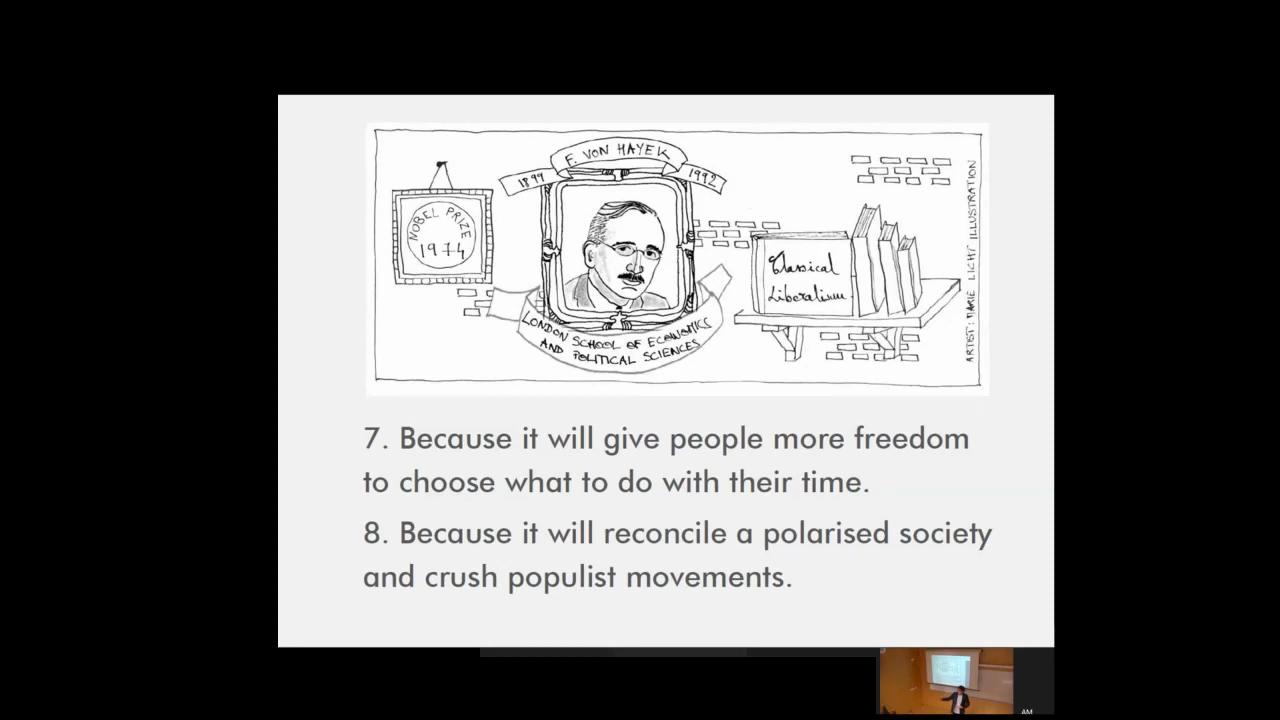 F. VON HAYEK
1899
1992
NOBEL PRIZE
1974
Classical
Liberalism
LONDON SCHOOL OF ECONOMICS
AND POLITICAL SCIENCES
ARTIST: MARIE LICHT ILLUSTRATION
7. Because it will give people more freedom
to choose what to do with their time.
8. Because it will reconcile a polarised society
and crush populist movements.
AM